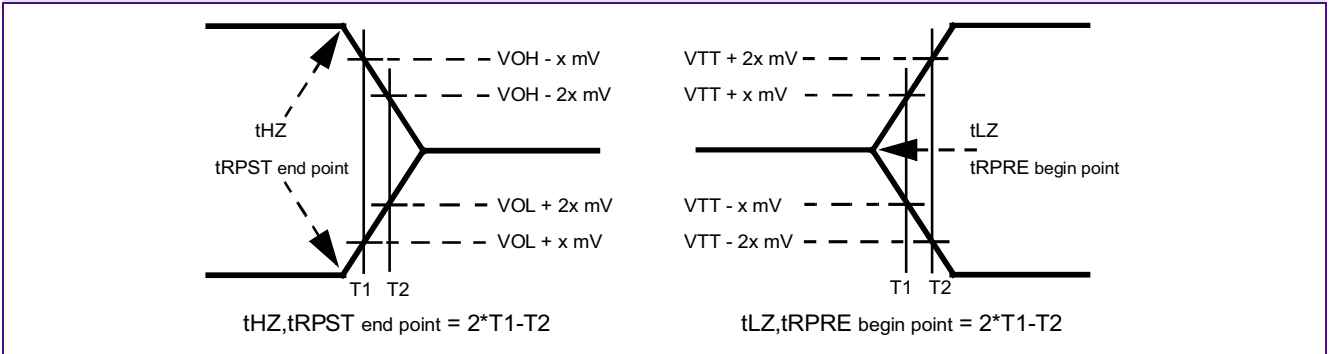 VOH - x mV
VOH - 2x mV
tHZ
tRPST end point
VOL + 2x mV
VOL + x mV
T1 T2
tHZ,tRPST end point = 2*T1-T2
VTT + 2x mV
VTT + x mV
tLZ
tRPRE begin point
VTT - x mV
VTT - 2x mV
T1 T2
tLZ,tRPRE begin point = 2*T1-T2